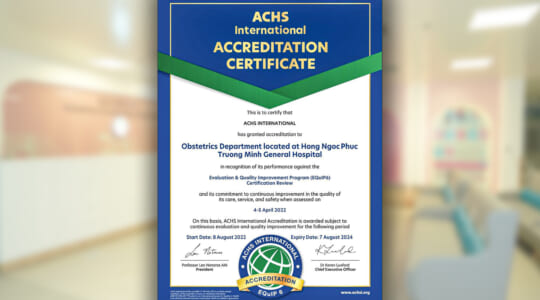 ACHS
International
ACCREDITATION
CERTIFICATE
This is to certify that
ACHS INTERNATIONAL
has granted accreditation to
Obstetrics Department located at Hong Ngoc Phuc
Truong Minh General Hospital
in recognition of its performance against the
Evaluation & Quality Improvement Program (EQuIP6)
Certification Review
and its commitment to continuous improvement in the quality of
its care, service, and safety when assessed on
4-6 April 2022
On this basis, ACHS International Accreditation is awarded subject to
continuous evaluation and quality improvement for the following period
Start Date: 8 August 2022
Expiry Date: 7 August 2024
Professor Len Notaras AM
President
Dr Karen Luxford
Chief Executive Officer
ACHS INTERNATIONAL
ACCREDITATION
EQuIP 6
www.achsi.org